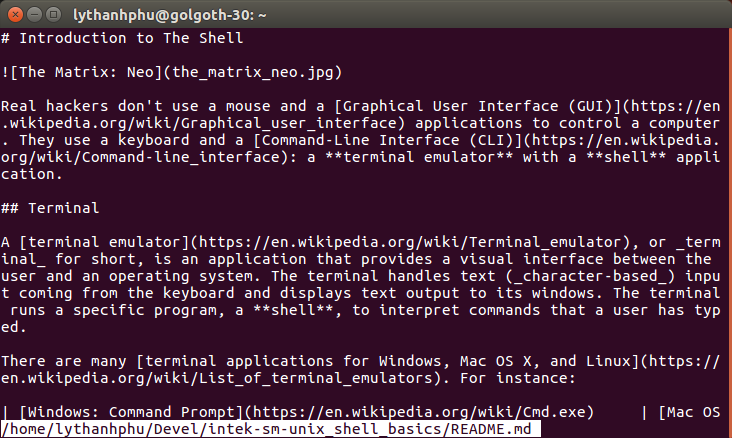 lythanhphu@golgoth-30: ~
# Introduction to The Shell
![The Matrix: Neo](the_matrix_neo.jpg)
Real hackers don't use a mouse and a [Graphical User Interface (GUI)](https://en
.wikipedia.org/wiki/Graphical_user_interface) applications to control a computer
. They use a keyboard and a [Command-Line Interface (CLI)](https://en.wikipedia.
org/wiki/Command-line_interface): a **terminal emulator** with a **shell** appli
cation.
## Terminal
A [terminal emulator](https://en.wikipedia.org/wiki/Terminal_emulator), or _term
inal_ for short, is an application that provides a visual interface between the
user and an operating system. The terminal handles text (_character-based_) inpu
t coming from the keyboard and displays text output to its windows. The terminal
 runs a specific program, a **shell**, to interpret commands that a user has typ
ed.
There are many [terminal applications for Windows, Mac OS X, and Linux](https://
en.wikipedia.org/wiki/List_of_terminal_emulators). For instance:
| [Windows: Command Prompt](https://en.wikipedia.org/wiki/Cmd.exe)     | [Mac OS
/home/lythanhphu/Devel/intek-sm-unix_shell_basics/README.md